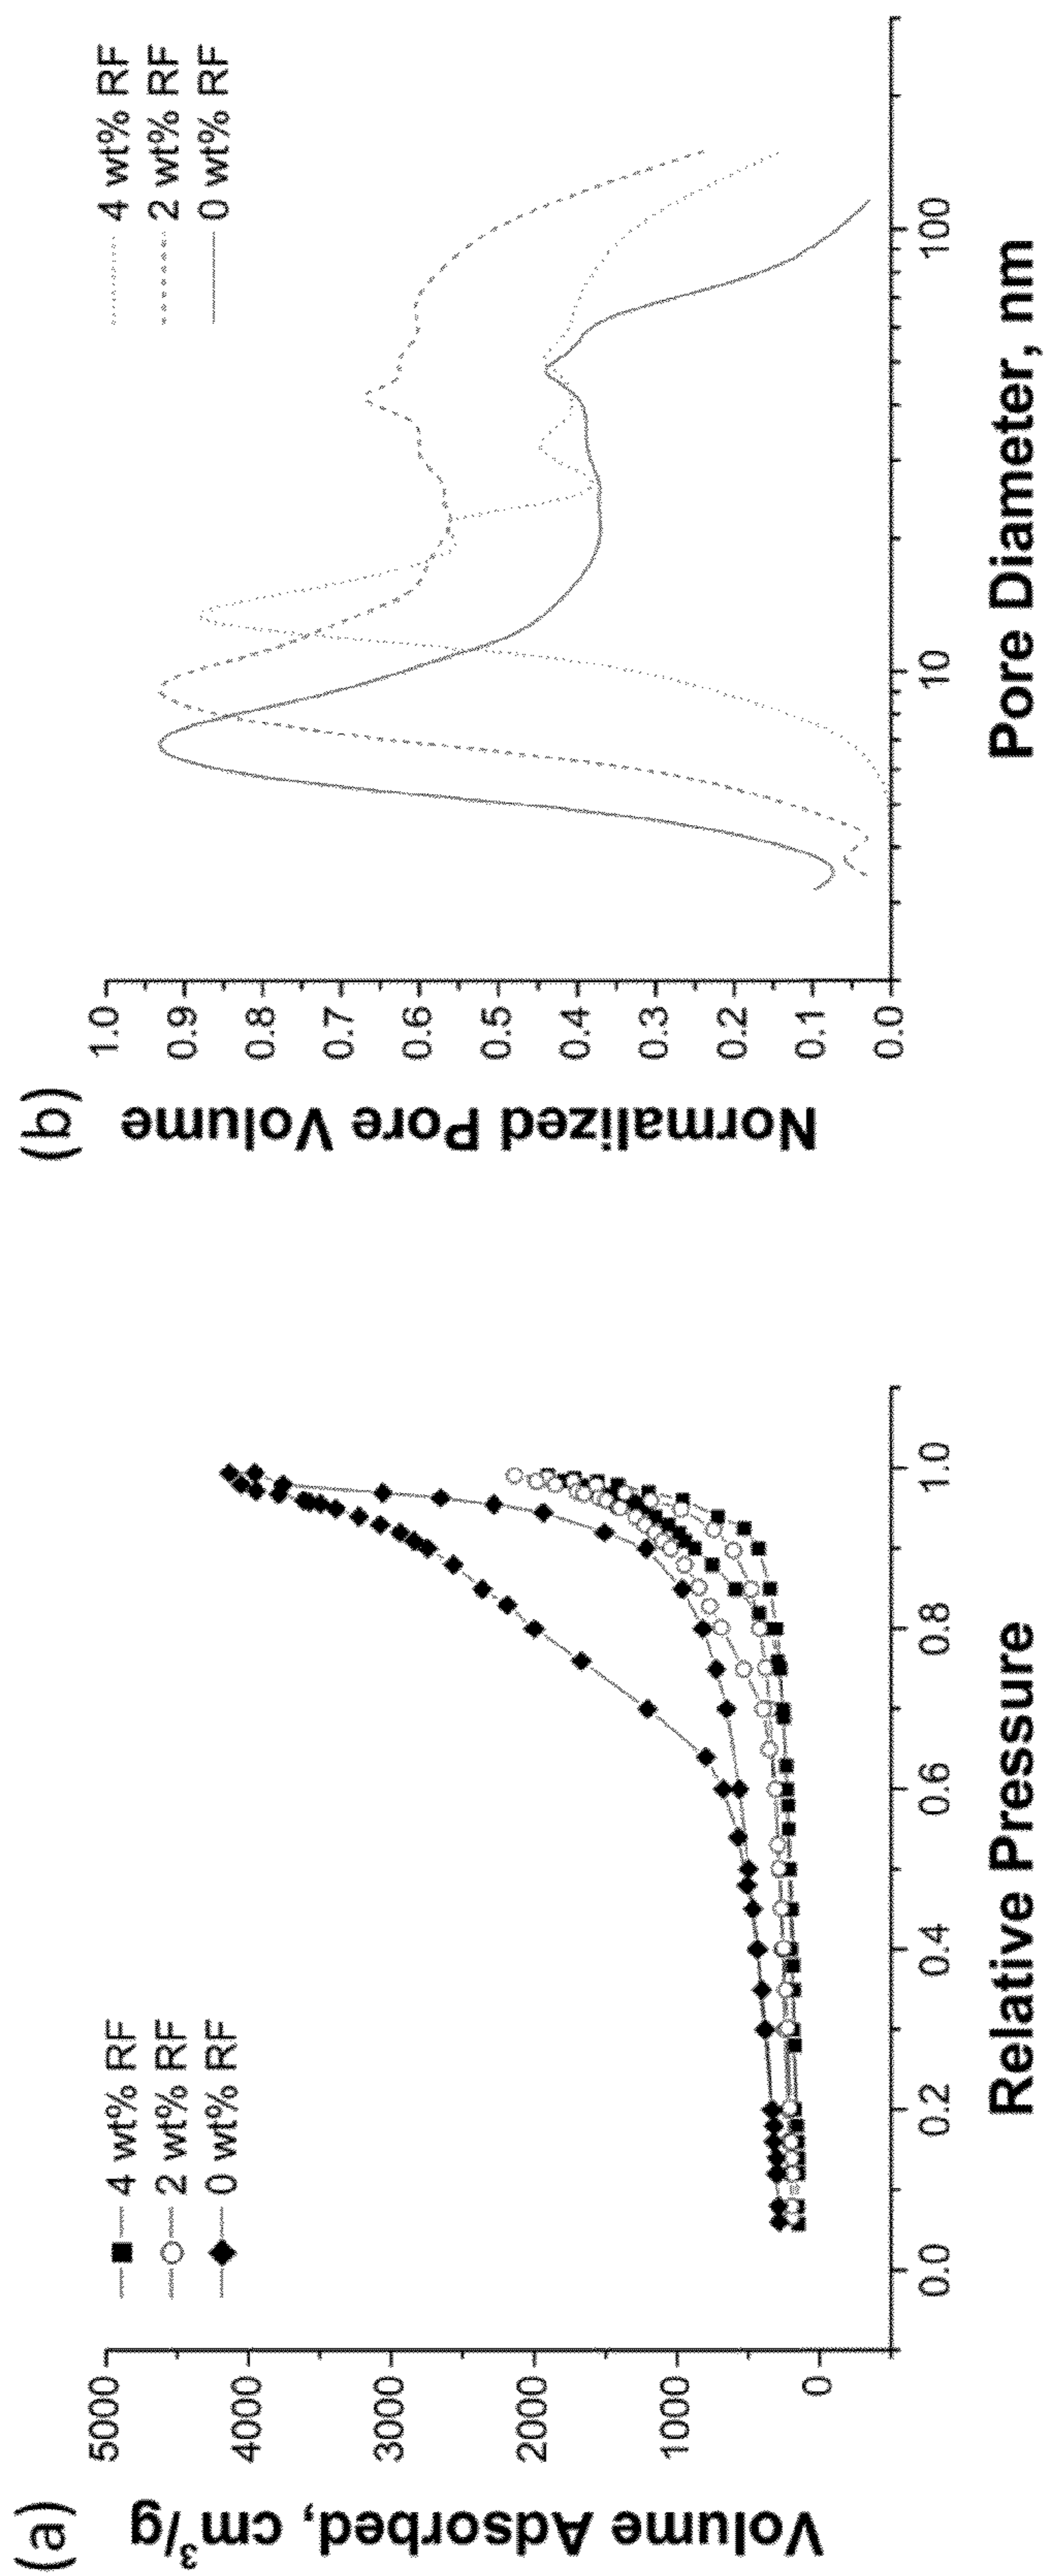 (a)
Volume Adsorbed, cm³/g
5000
4000
3000
2000
1000
0
4 wt% RF
2 wt% RF
0 wt% RF
0.0 0.2 0.4 0.6 0.8 1.0
Relative Pressure
(b)
Normalized Pore Volume
1.0
0.9
0.8
0.7
0.6
0.5
0.4
0.3
0.2
0.1
0.0
4 wt% RF
2 wt% RF
0 wt% RF
10 100
Pore Diameter, nm